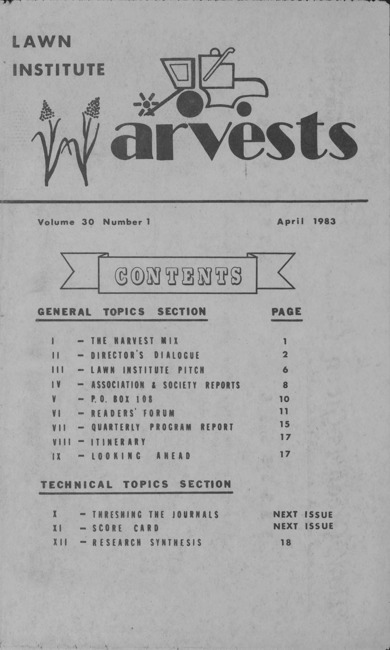 LAWN
INSTITUTE
Harvests
Volume 30 Number 1 April 1983
CONTENTS
GENERAL TOPICS SECTION PAGE
I – THE HARVEST MIX 1
II – DIRECTOR'S DIALOGUE 2
III – LAWN INSTITUTE PITCH 6
IV – ASSOCIATION & SOCIETY REPORTS 8
V – P.O. BOX 108 10
VI – READERS' FORUM 11
VII – QUARTERLY PROGRAM REPORT 15
VIII – ITINERARY 17
IX – LOOKING AHEAD 17
TECHNICAL TOPICS SECTION
X – THRESHING THE JOURNALS NEXT ISSUE
XI – SCORE CARD NEXT ISSUE
XII – RESEARCH SYNTHESIS 18